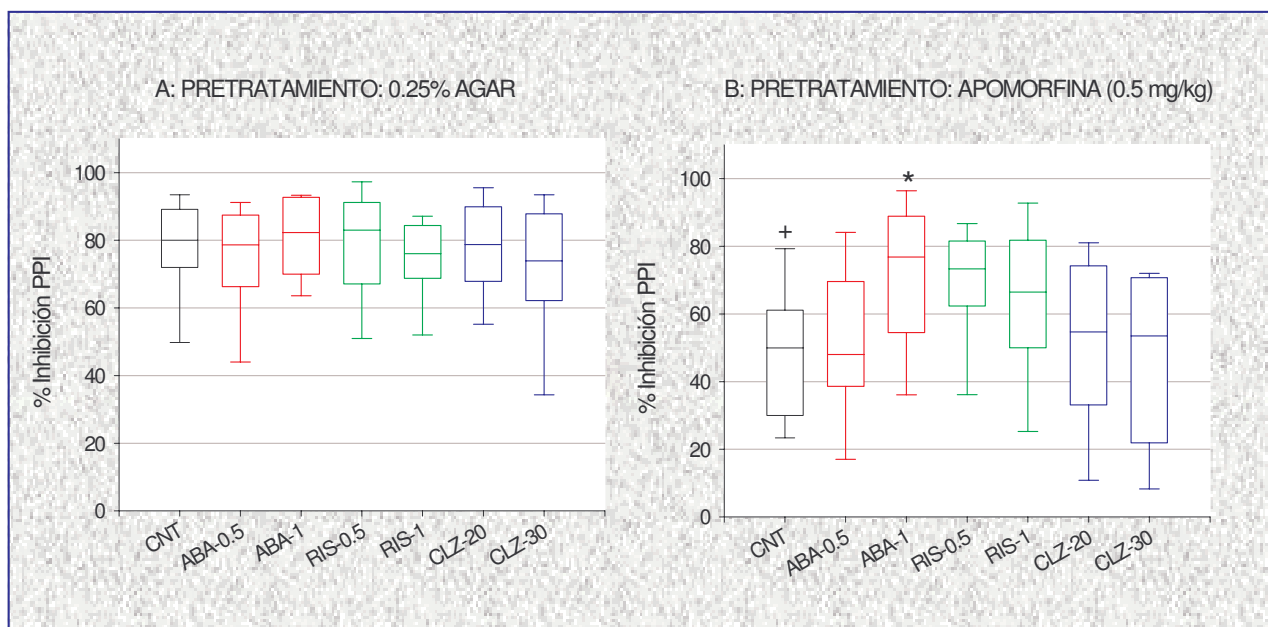 A: PRETRATAMIENTO: 0.25% AGAR
% Inhibición PPI
100
80
60
40
20
0
CNT
ABA-0.5
ABA-1
RIS-0.5
RIS-1
CLZ-20
CLZ-30
B: PRETRATAMIENTO: APOMORFINA (0.5 mg/kg)
% Inhibición PPI
100
80
60
40
20
0
+
*
CNT
ABA-0.5
ABA-1
RIS-0.5
RIS-1
CLZ-20
CLZ-30